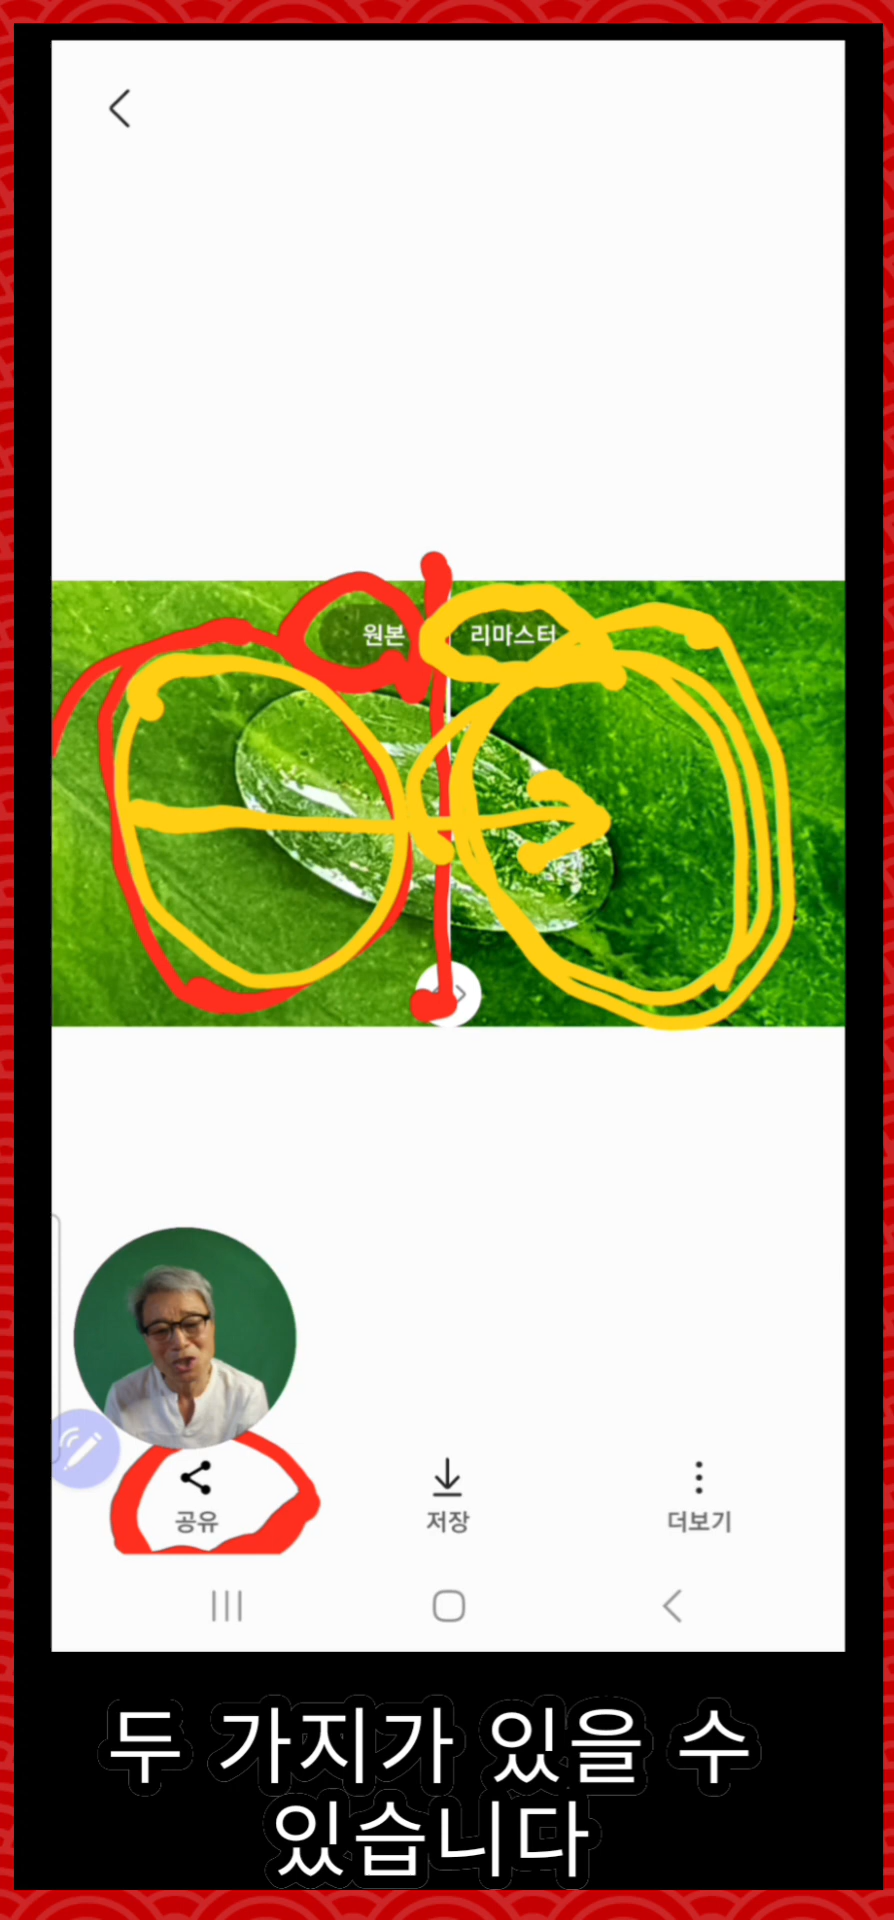 원본
리마스터
공유
저장
더보기
두 가지가 있을 수
있습니다